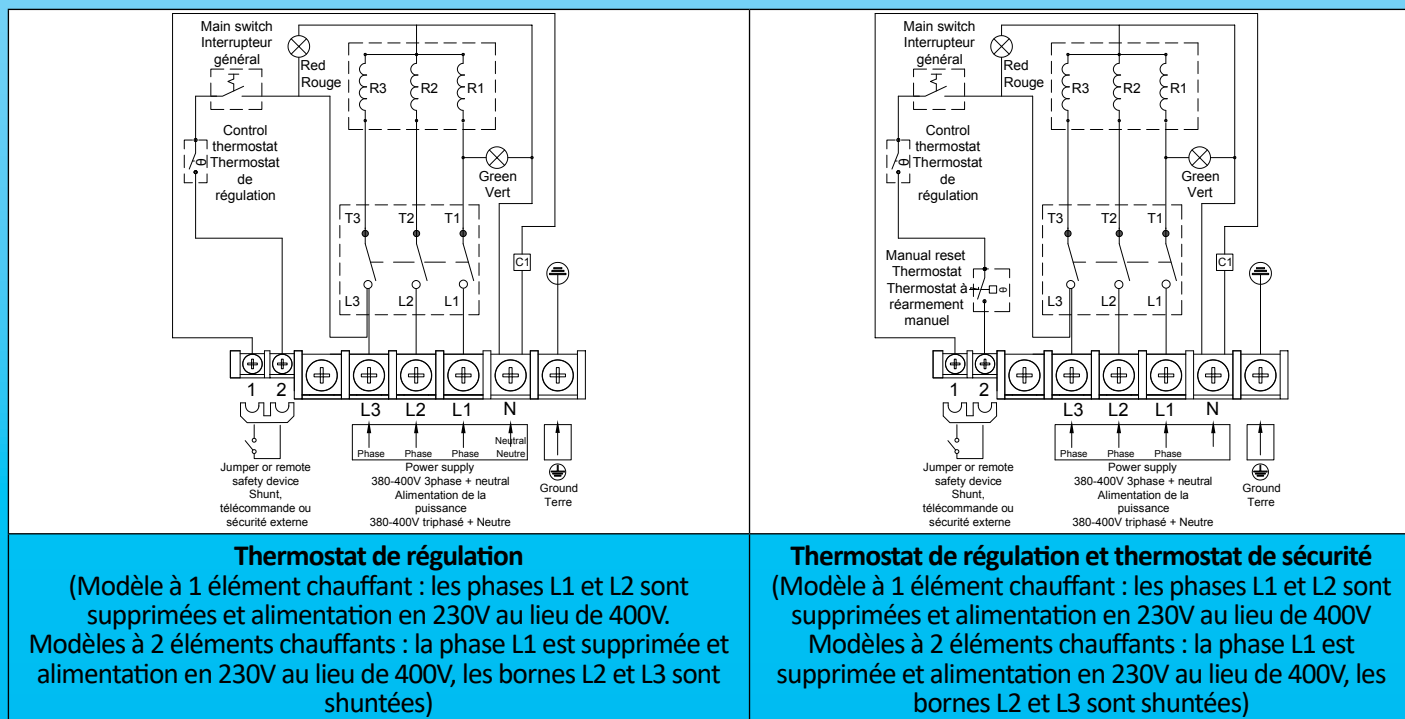 Main switch
Interrupteur
général
Red
Rouge
R3
R2
R1
Control
thermostat
Thermostat
de
régulation
Green
Vert
T3
T2
T1
C1
L3
L2
L1
1
2
L3
L2
L1
N
Phase
Phase
Phase
Neutral
Neutre
Jumper or remote
safety device
Shunt,
télécommande ou
sécurité externe
Power supply
380-400V 3phase + neutral
Alimentation de la
puissance
380-400V triphasé + Neutre
Ground
Terre
Thermostat de régulation
(Modèle à 1 élément chauffant : les phases L1 et L2 sont
supprimées et alimentation en 230V au lieu de 400V.
Modèles à 2 éléments chauffants : la phase L1 est supprimée et
alimentation en 230V au lieu de 400V, les bornes L2 et L3 sont
shuntées)
Main switch
Interrupteur
général
Red
Rouge
R3
R2
R1
Control
thermostat
Thermostat
de
régulation
Green
Vert
T3
T2
T1
Manual reset
Thermostat
Thermostat à
réarmement
manuel
C1
L3
L2
L1
1
2
L3
L2
L1
N
Phase
Phase
Phase
Jumper or remote
safety device
Shunt,
télécommande ou
sécurité externe
Power supply
380-400V 3phase + neutral
Alimentation de la
puissance
380-400V triphasé + Neutre
Ground
Terre
Thermostat de régulation et thermostat de sécurité
(Modèle à 1 élément chauffant : les phases L1 et L2 sont
supprimées et alimentation en 230V au lieu de 400V
Modèles à 2 éléments chauffants : la phase L1 est
supprimée et alimentation en 230V au lieu de 400V, les
bornes L2 et L3 sont shuntées)